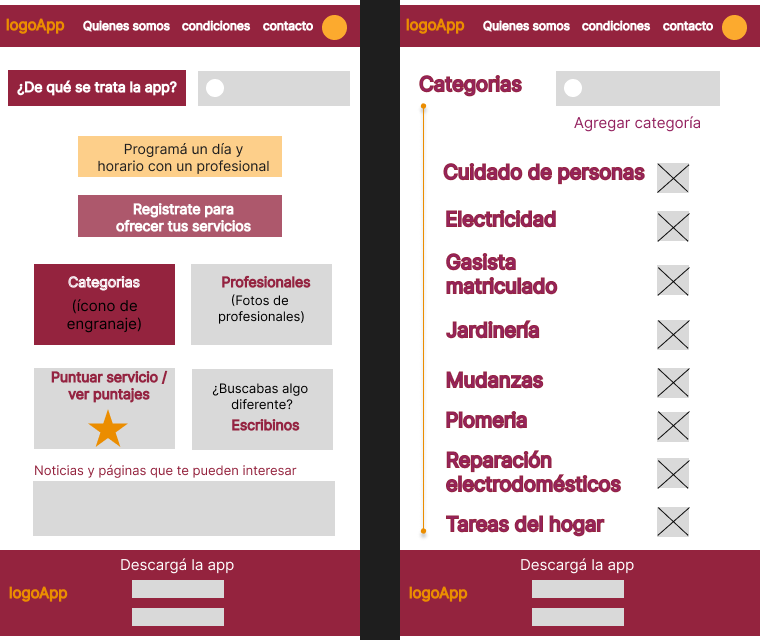 logoApp Quienes somos condiciones contacto
¿De qué se trata la app?
Programá un día y
horario con un profesional
Registrate para
ofrecer tus servicios
Categorias
(ícono de
engranaje)
Profesionales
(Fotos de
profesionales)
Puntuar servicio /
ver puntajes
¿Buscabas algo
diferente?
Escribinos
Noticias y páginas que te pueden interesar
Descargá la app
logoApp
logoApp Quienes somos condiciones contacto
Categorias
Agregar categoría
Cuidado de personas
Electricidad
Gasista
matriculado
Jardinería
Mudanzas
Plomeria
Reparación
electrodomésticos
Tareas del hogar
Descargá la app
logoApp